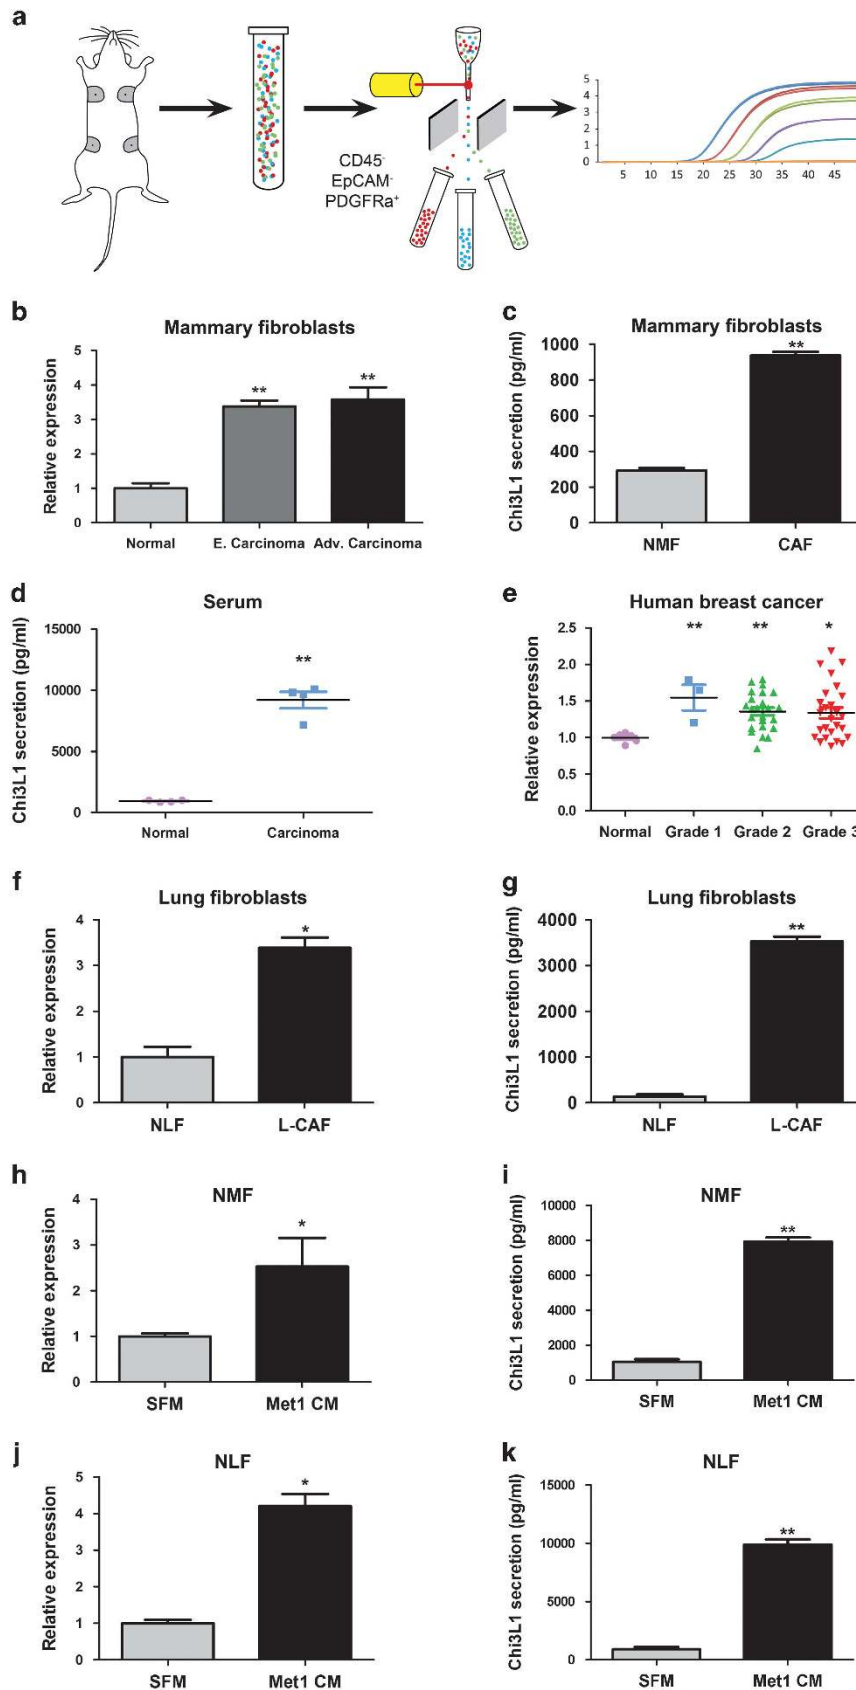 a
CD45-
EpCAM-
PDGFRa+
5
4
3
2
1
0
5 10 15 20 25 30 35 40 45
b
Mammary fibroblasts
Relative expression
5
4
3
2
1
0
**
**
Normal E. Carcinoma Adv. Carcinoma
c
Mammary fibroblasts
Chi3L1 secretion (pg/ml)
1000
800
600
400
200
0
**
NMF CAF
d
Serum
Chi3L1 secretion (pg/ml)
15000
10000
5000
0
**
Normal Carcinoma
e
Human breast cancer
Relative expression
2.5
2.0
1.5
1.0
0.5
0.0
** ** *
Normal Grade 1 Grade 2 Grade 3
f
Lung fibroblasts
Relative expression
4
3
2
1
0
*
NLF L-CAF
g
Lung fibroblasts
Chi3L1 secretion (pg/ml)
4000
3000
2000
1000
0
**
NLF L-CAF
h
NMF
Relative expression
4
3
2
1
0
*
SFM Met1 CM
i
NMF
Chi3L1 secretion (pg/ml)
10000
8000
6000
4000
2000
0
**
SFM Met1 CM
j
NLF
Relative expression
5
4
3
2
1
0
*
SFM Met1 CM
k
NLF
Chi3L1 secretion (pg/ml)
15000
10000
5000
0
**
SFM Met1 CM